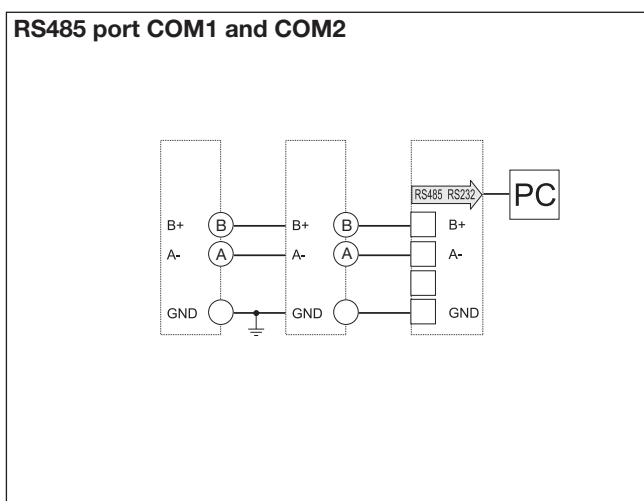 RS485 port COM1 and COM2
RS485 RS232
PC
B+ B B+ B B+
A- A A- A A-
GND GND GND